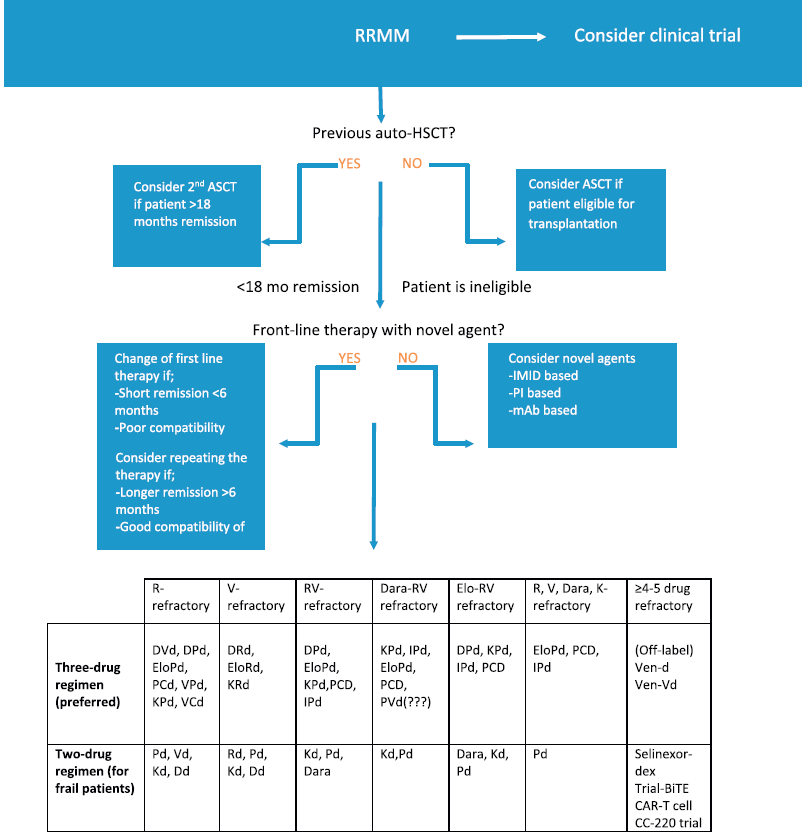 RRMM
Consider clinical trial
Previous auto-HSCT?
YES
NO
Consider 2nd ASCT
if patient >18
months remission
Consider ASCT if
patient eligible for
transplantation
<18 mo remission
Patient is ineligible
Front-line therapy with novel agent?
YES
NO
Change of first line
therapy if;
-Short remission <6
months
-Poor compatibility
Consider repeating the
therapy if;
-Longer remission >6
months
-Good compatibility of
Consider novel agents
-IMID based
-PI based
-mAb based
R-
refractory
V-
refractory
RV-
refractory
Dara-RV
refractory
Elo-RV
refractory
R, V, Dara, K-
refractory
≥4-5 drug
refractory
Three-drug
regimen
(preferred)
DVd, DPd,
EloPd,
PCd, VPd,
KPd, VCd
DRd,
EloRd,
KRd
DPd,
EloPd,
KPd,PCD,
IPd
KPd, IPd,
EloPd,
PCD,
PVd(???)
DPd, KPd,
IPd, PCD
EloPd, PCD,
IPd
(Off-label)
Ven-d
Ven-Vd
Two-drug
regimen (for
frail patients)
Pd, Vd,
Kd, Dd
Rd, Pd,
Kd, Dd
Kd, Pd,
Dara
Kd,Pd
Dara, Kd,
Pd
Pd
Selinexor-
dex
Trial-BiTE
CAR-T cell
CC-220 trial